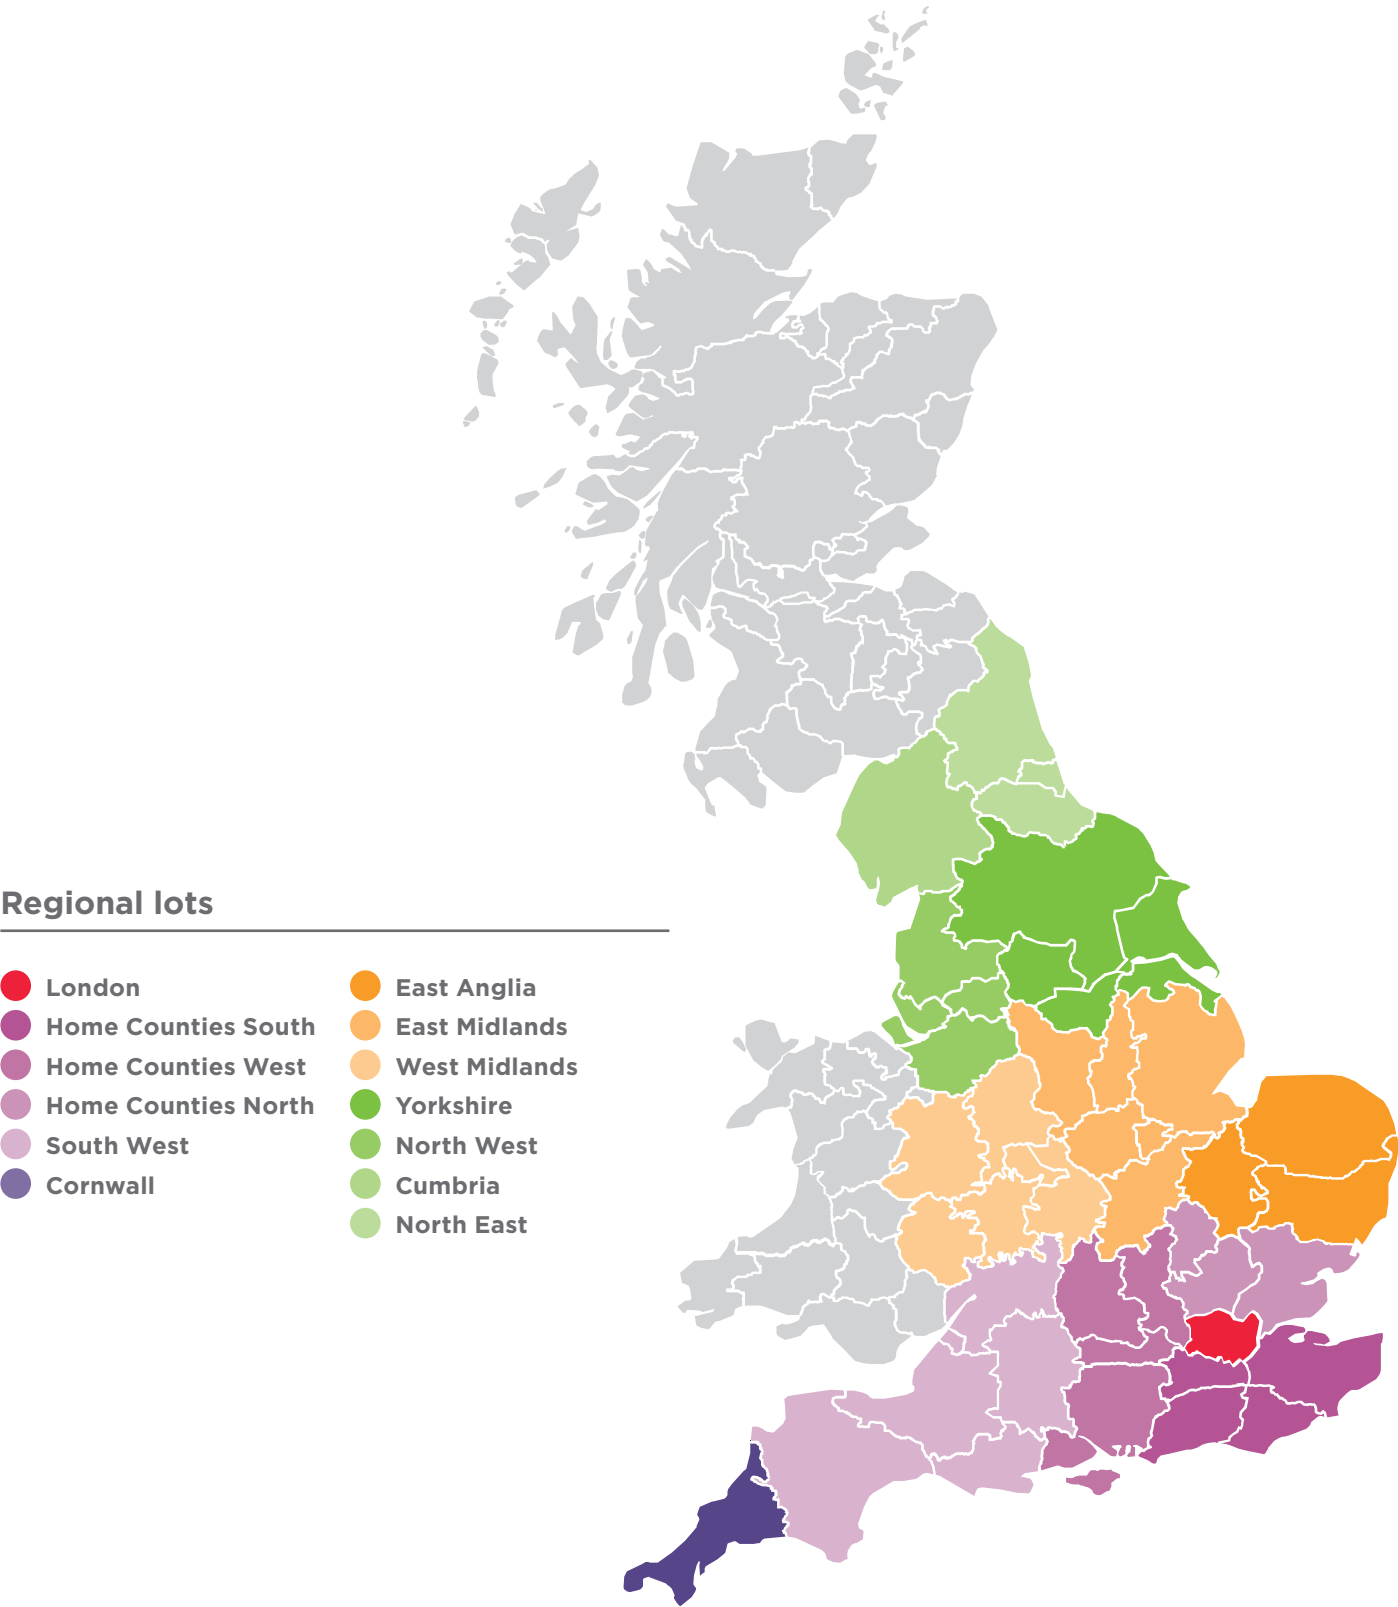 Regional lots
London
Home Counties South
Home Counties West
Home Counties North
South West
Cornwall
East Anglia
East Midlands
West Midlands
Yorkshire
North West
Cumbria
North East